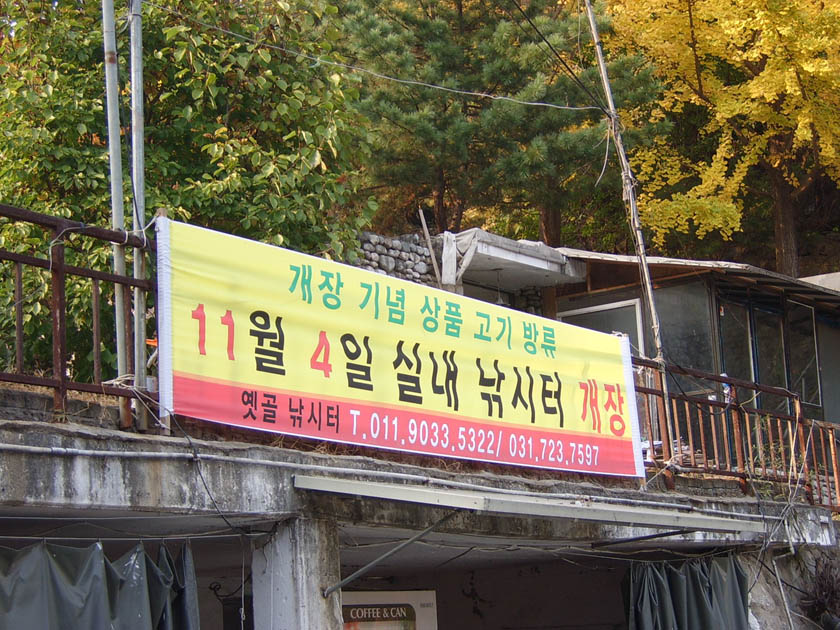 개장 기념 상품 고기 방류
11월 4일 실내 낚시터 개장
옛골 낚시터 T.011.9033.5322/ 031.723.7597
COFFEE & CAN